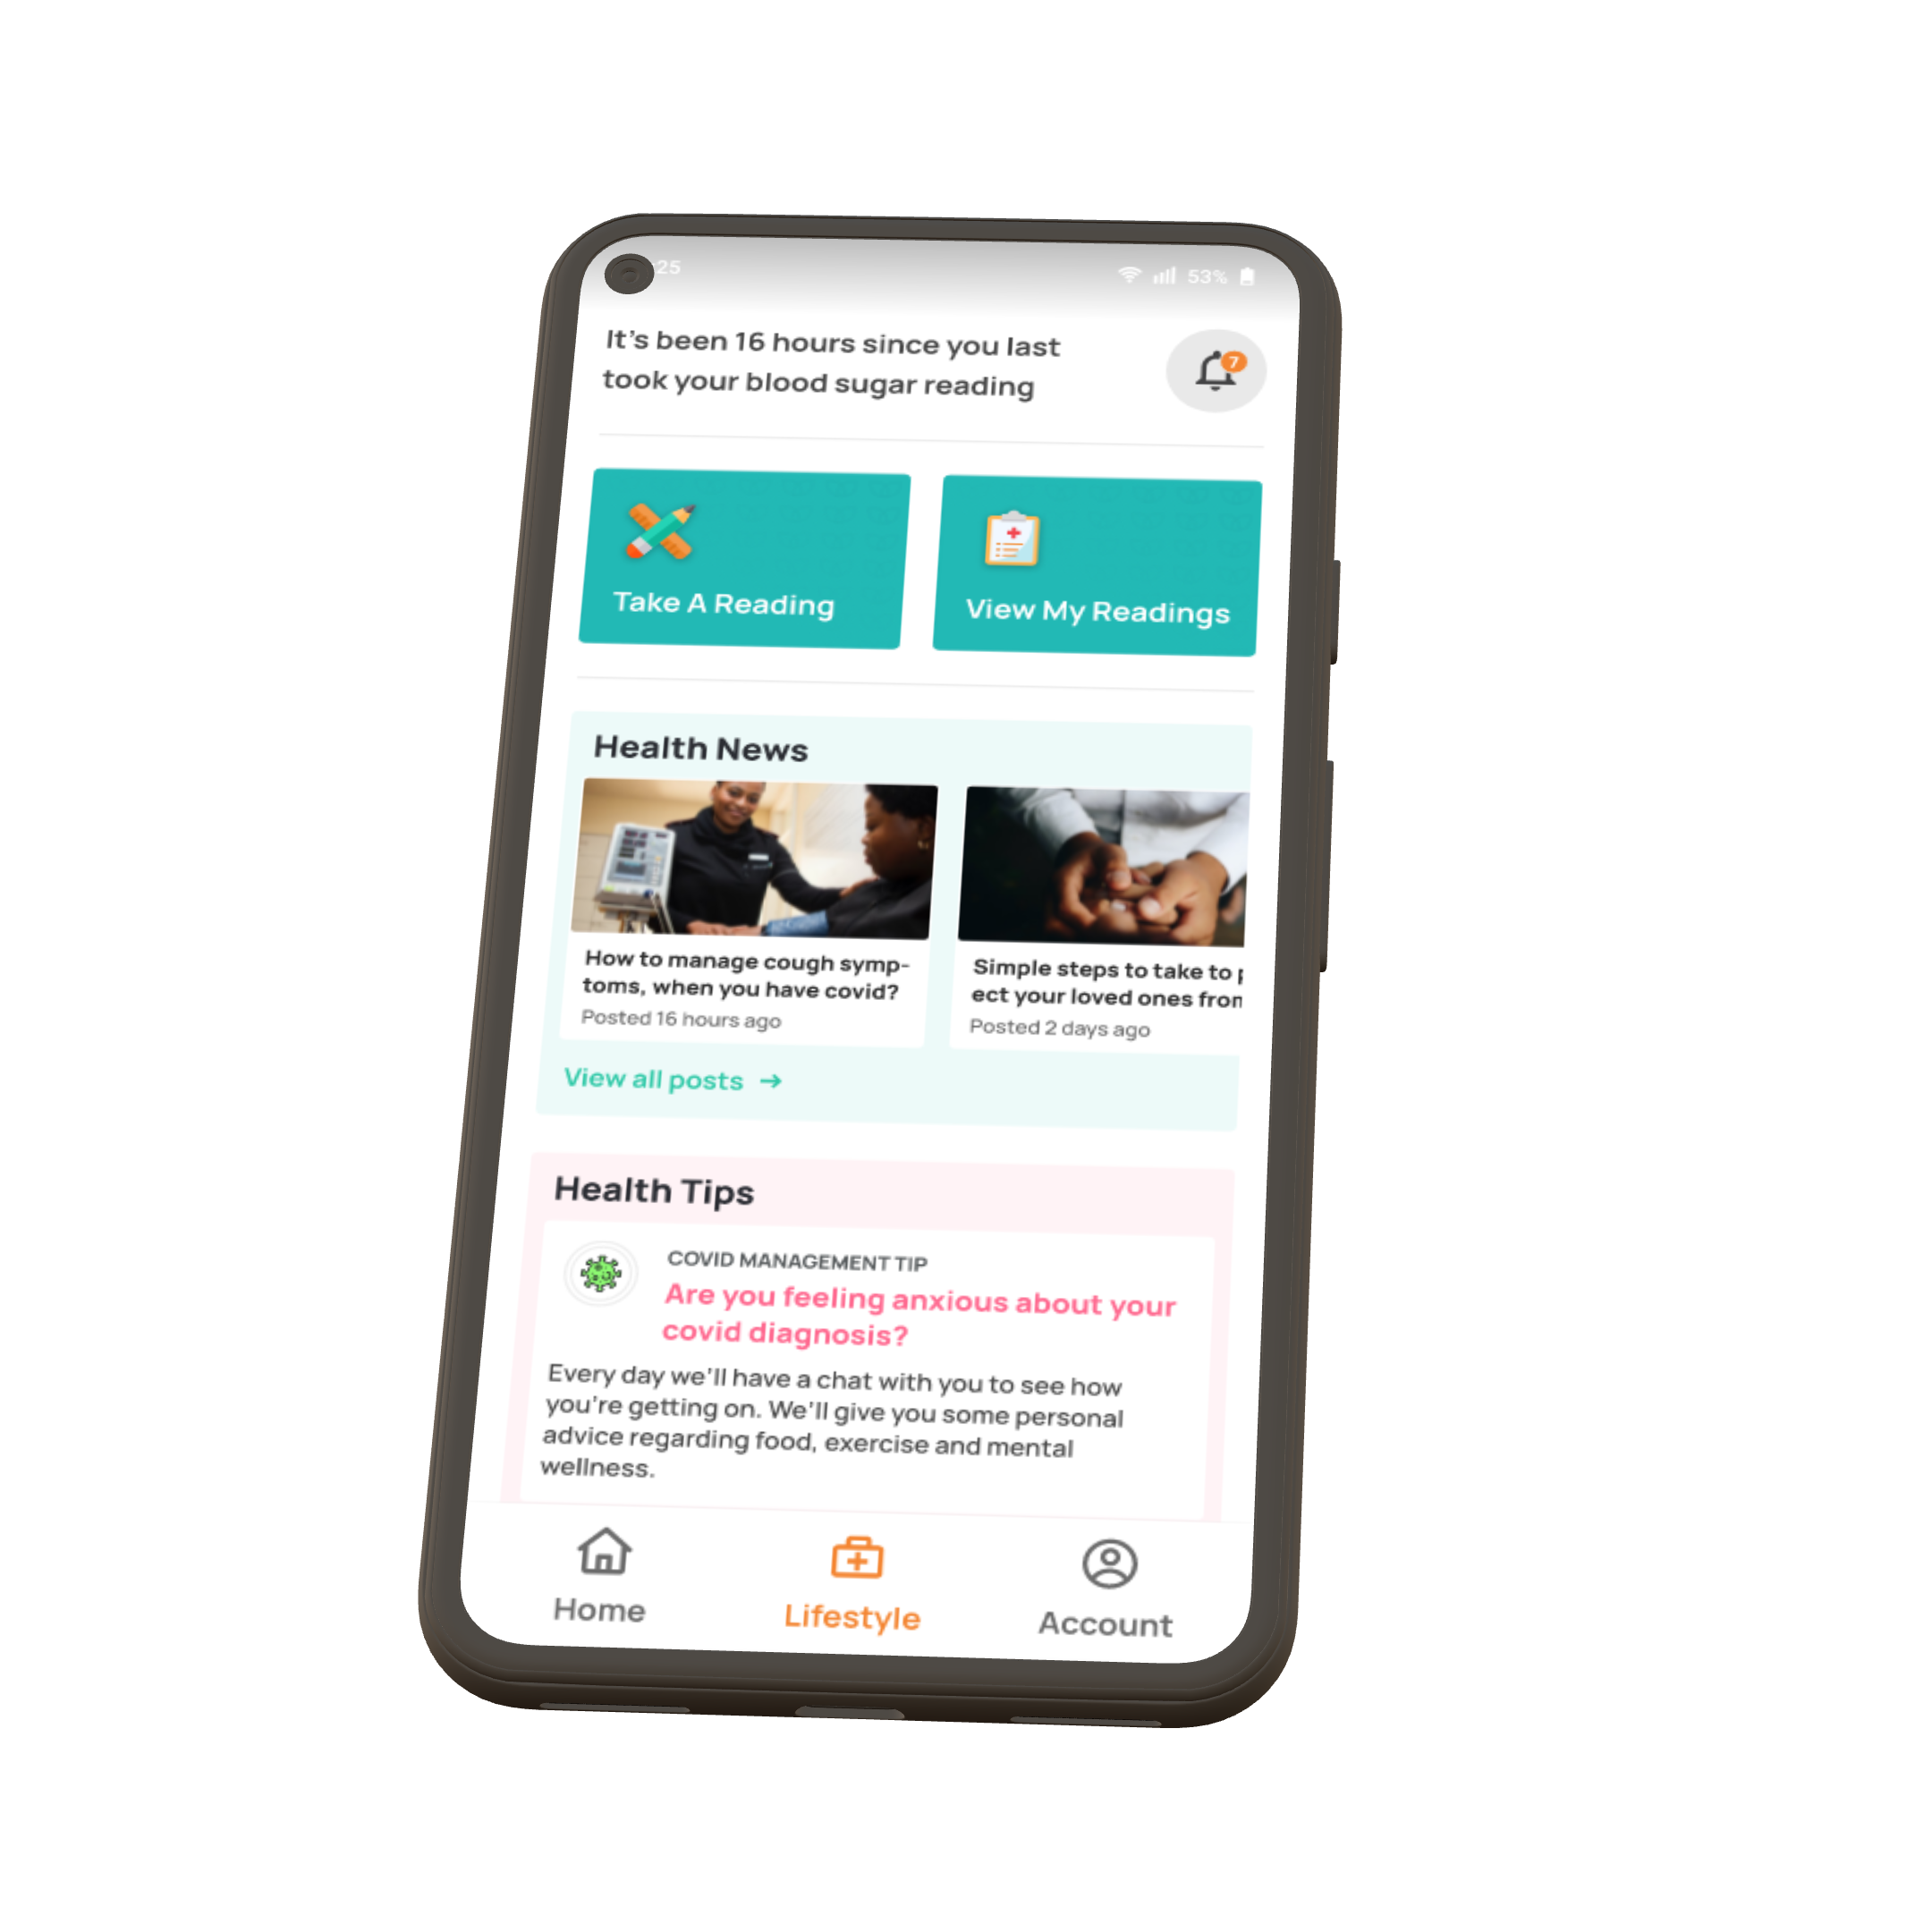 25
53%
It's been 16 hours since you last
took your blood sugar reading
7
Take A Reading
View My Readings
Health News
How to manage cough symp-
toms, when you have covid?
Posted 16 hours ago
Simple steps to take to
ect your loved ones
Posted 2 days ago
View all posts
Health Tips
COVID MANAGEMENT TIP
Are you feeling anxious about your
covid diagnosis?
Every day we'll have a chat with you to see how
you're getting on. We'll give you some personal
advice regarding food, exercise and mental
wellness.
Home
Lifestyle
Account